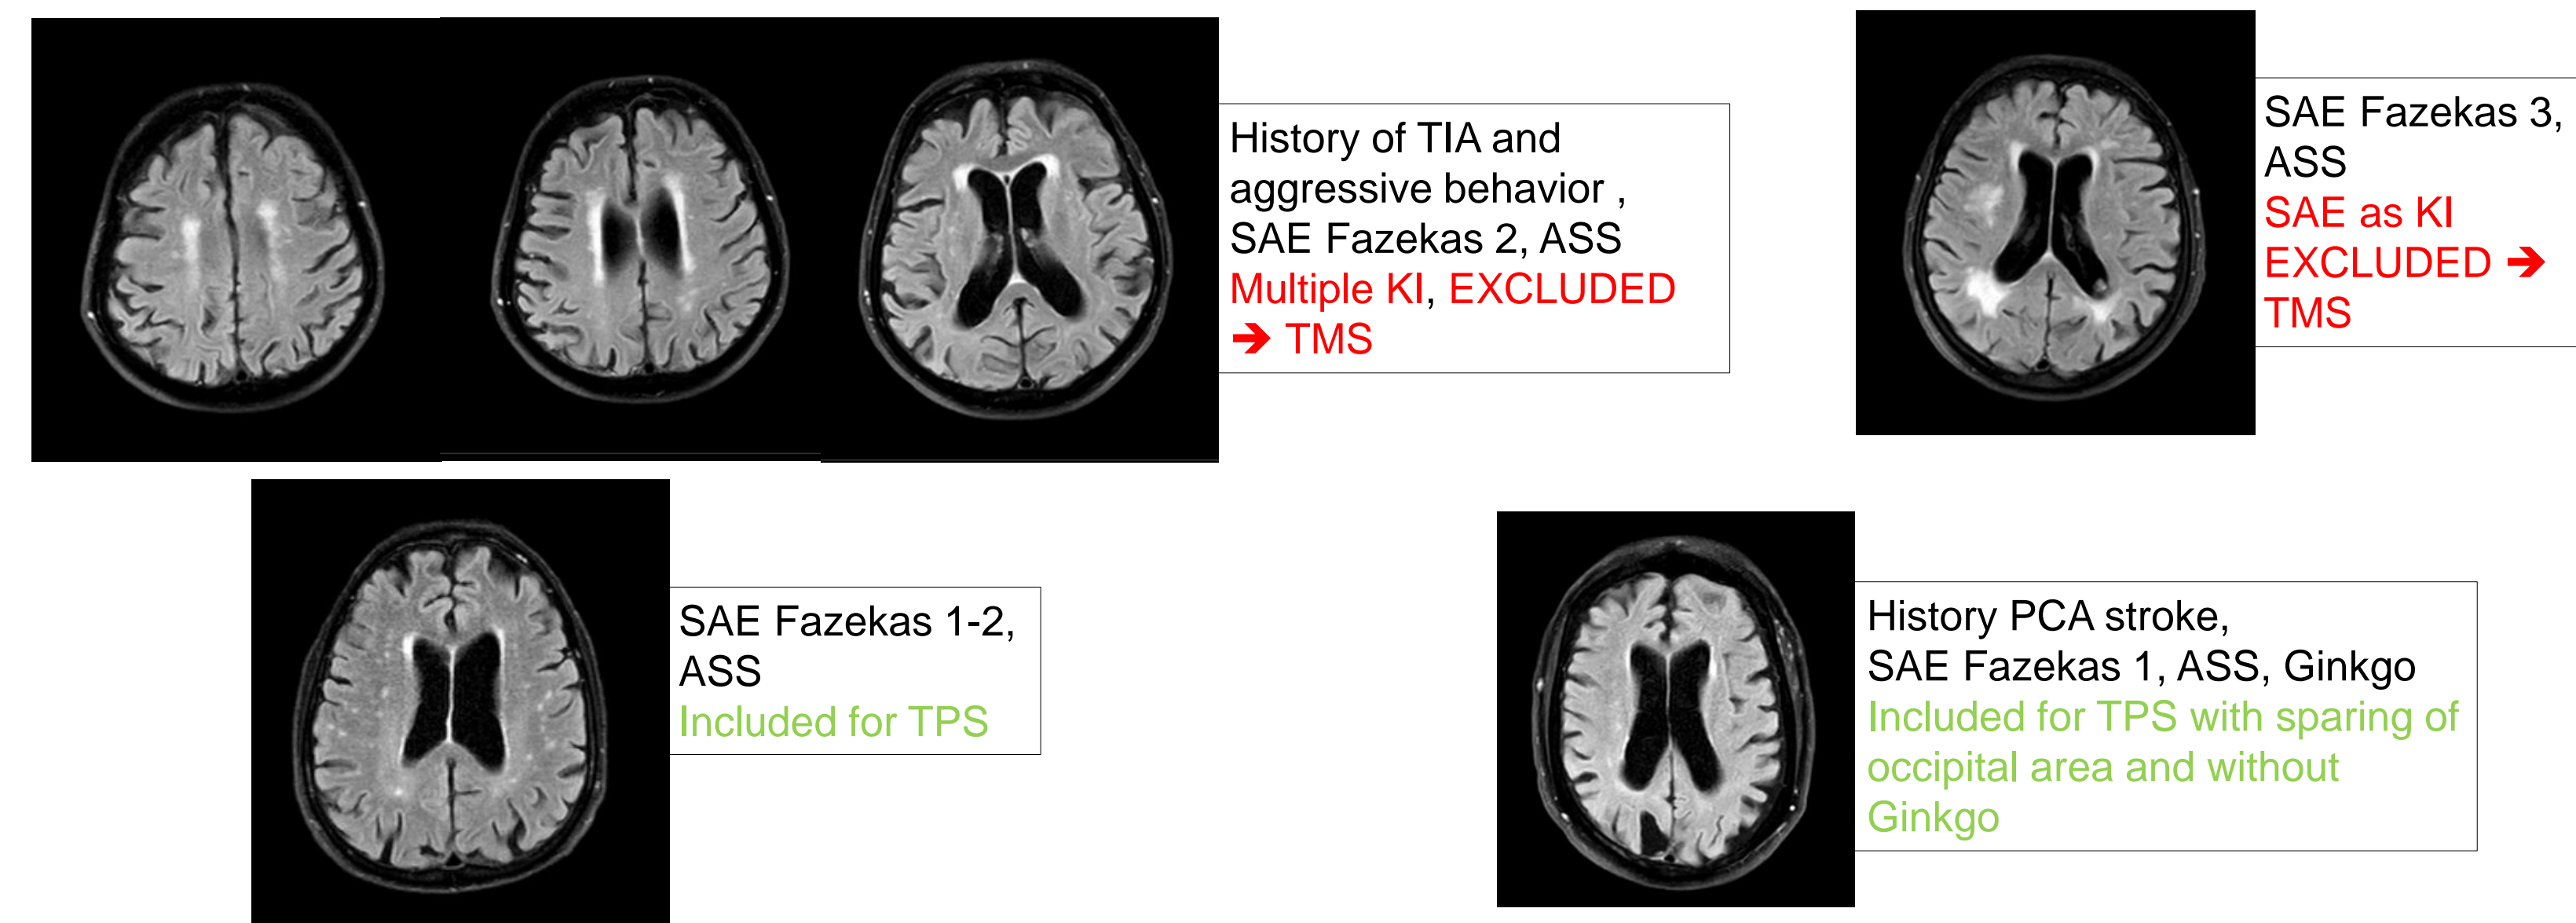 History of TIA and
aggressive behavior ,
SAE Fazekas 2, ASS
Multiple KI, EXCLUDED
➔ TMS
SAE Fazekas 3,
ASS
SAE as KI
EXCLUDED ➔
TMS
SAE Fazekas 1-2,
ASS
Included for TPS
History PCA stroke,
SAE Fazekas 1, ASS, Ginkgo
Included for TPS with sparing of
occipital area and without
Ginkgo